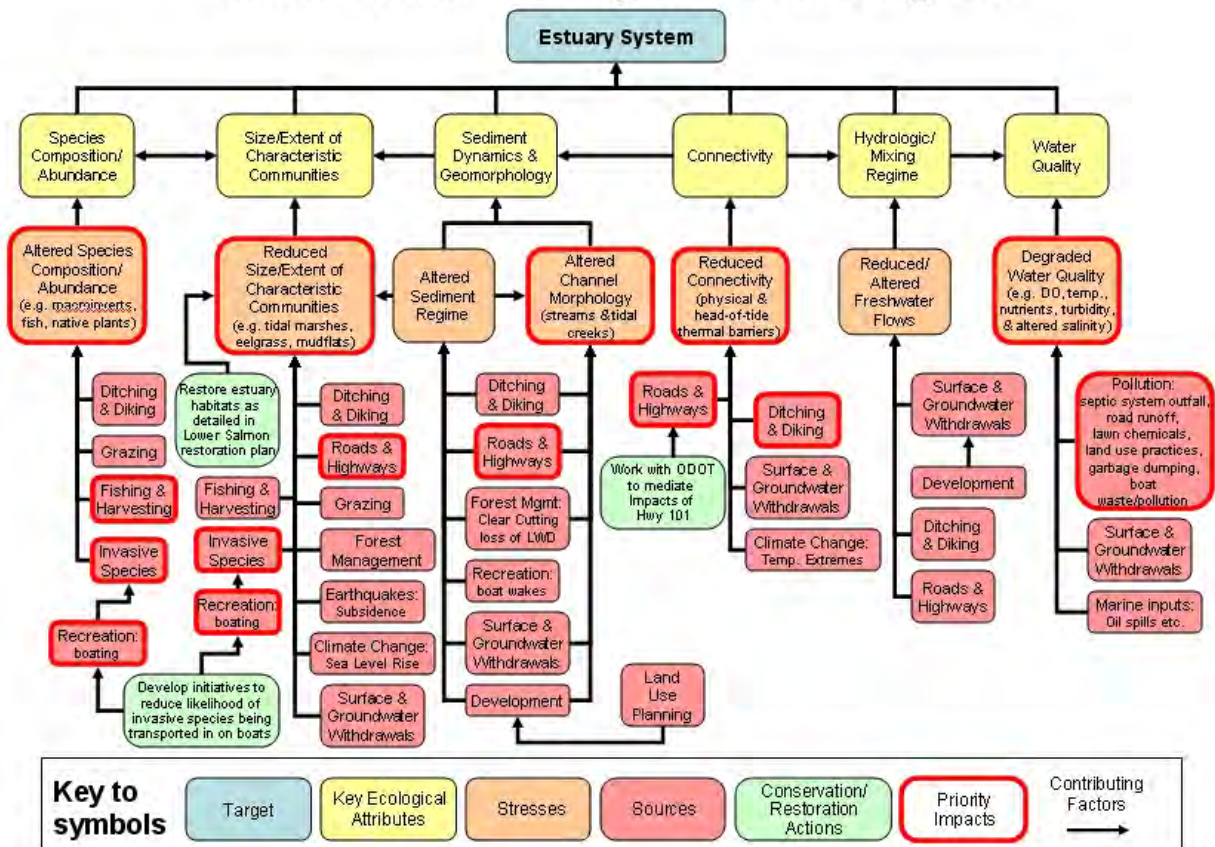 Estuary System
Species
Composition/
Abundance
Size/Extent of
Characteristic
Communities
Sediment
Dynamics &
Geomorphology
Connectivity
Hydrologic/
Mixing
Regime
Water
Quality
Altered Species
Composition/
Abundance
(e.g. macroinverts,
fish, native plants)
Reduced
Size/Extent of
Characteristic
Communities
(e.g. tidal marshes,
eelgrass, mudflats)
Altered
Sediment
Regime
Altered
Channel
Morphology
(streams & tidal
creeks)
Reduced
Connectivity
(physical &
head-of-tide
thermal barriers)
Reduced/
Altered
Freshwater
Flows
Degraded
Water Quality
(e.g. DO, temp.,
nutrients, turbidity,
& altered salinity)
Ditching
& Diking
Grazing
Fishing &
Harvesting
Invasive
Species
Recreation:
boating
Restore estuary
habitats as
detailed in
Lower Salmon
restoration plan
Fishing &
Harvesting
Invasive
Species
Recreation:
boating
Develop initiatives to
reduce likelihood of
invasive species being
transported in on boats
Ditching
& Diking
Roads &
Highways
Grazing
Forest
Management
Earthquakes:
Subsidence
Climate Change:
Sea Level Rise
Surface &
Groundwater
Withdrawals
Ditching
& Diking
Roads &
Highways
Forest Mgmt:
Clear Cutting
loss of LWD
Recreation:
boat wakes
Surface &
Groundwater
Withdrawals
Development
Land
Use
Planning
Roads &
Highways
Work with ODOT
to mediate
Impacts of
Hwy 101
Ditching
& Diking
Surface &
Groundwater
Withdrawals
Climate Change:
Temp. Extremes
Surface &
Groundwater
Withdrawals
Development
Ditching
& Diking
Roads &
Highways
Pollution:
septic system outfall,
road runoff,
lawn chemicals,
land use practices,
garbage dumping,
boat
waste/pollution
Surface &
Groundwater
Withdrawals
Marine inputs:
Oil spills etc.
Key to
symbols
Target
Key Ecological
Attributes
Stresses
Sources
Conservation/
Restoration
Actions
Priority
Impacts
Contributing
Factors